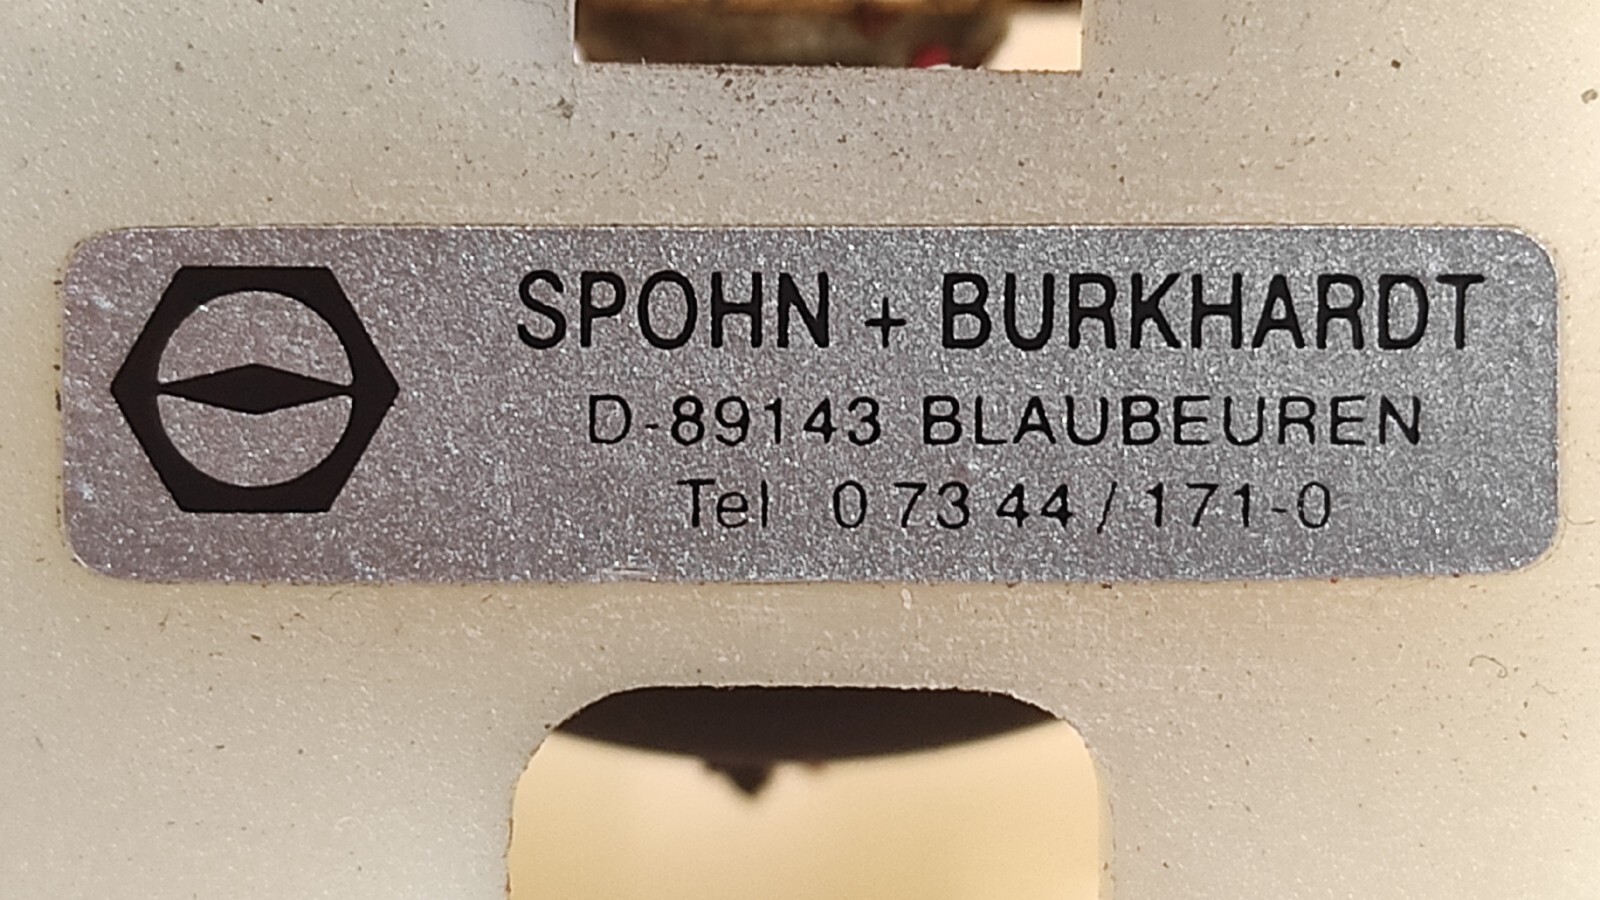 SPOHN + BURKHARDT
D-89143 BLAUBEUREN
Tel 0 73 44 / 171-0